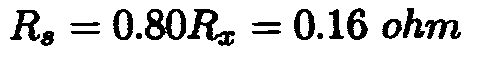 R_s = 0.80R_x = 0.16 ohm